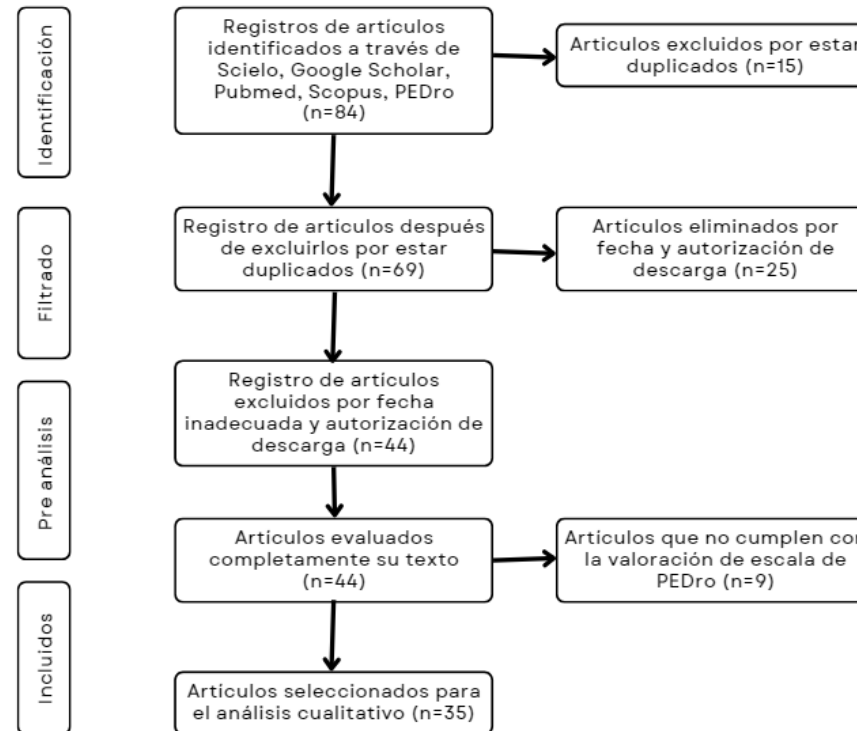 Identificación
Registros de artículos
identificados a través de
Scielo, Google Scholar,
Pubmed, Scopus, PEDro
(n=84)
Articulos excluidos por estar
duplicados (n=15)
Filtrado
Registro de artículos después
de excluirlos por estar
duplicados (n=69)
Artículos eliminados por
fecha y autorización de
descarga (n=25)
Pre análisis
Registro de artículos
excluidos por fecha
inadecuada y autorización de
descarga (n=44)
Artículos evaluados
completamente su texto
(n=44)
Artículos que no cumplen con
la valoración de escala de
PEDro (n=9)
Incluidos
Artículos seleccionados para
el análisis cualitativo (n=35)